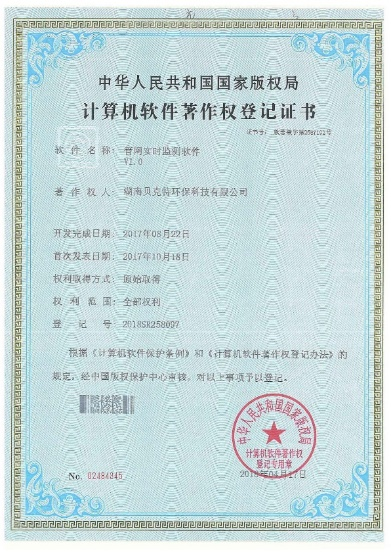 中华人民共和国国家版权局
计算机软件著作权登记证书
证书号：
软件名称： 管网实时监测软件
V1.0
著作权人： 湖南贝克特环保科技有限公司
开发完成日期： 2017年08月22日
首次发表日期： 2017年10月18日
权利取得方式： 原始取得
权利范围： 全部权利
登记号： 2018SR258097
根据《计算机软件保护条例》和《计算机软件著作权登记办法》的
规定，经中国版权保护中心审核，对以上事项予以登记。
中华人民共和国国家版权局
计算机软件著作权
登记专用章
No. 02484345
2018年04月17日